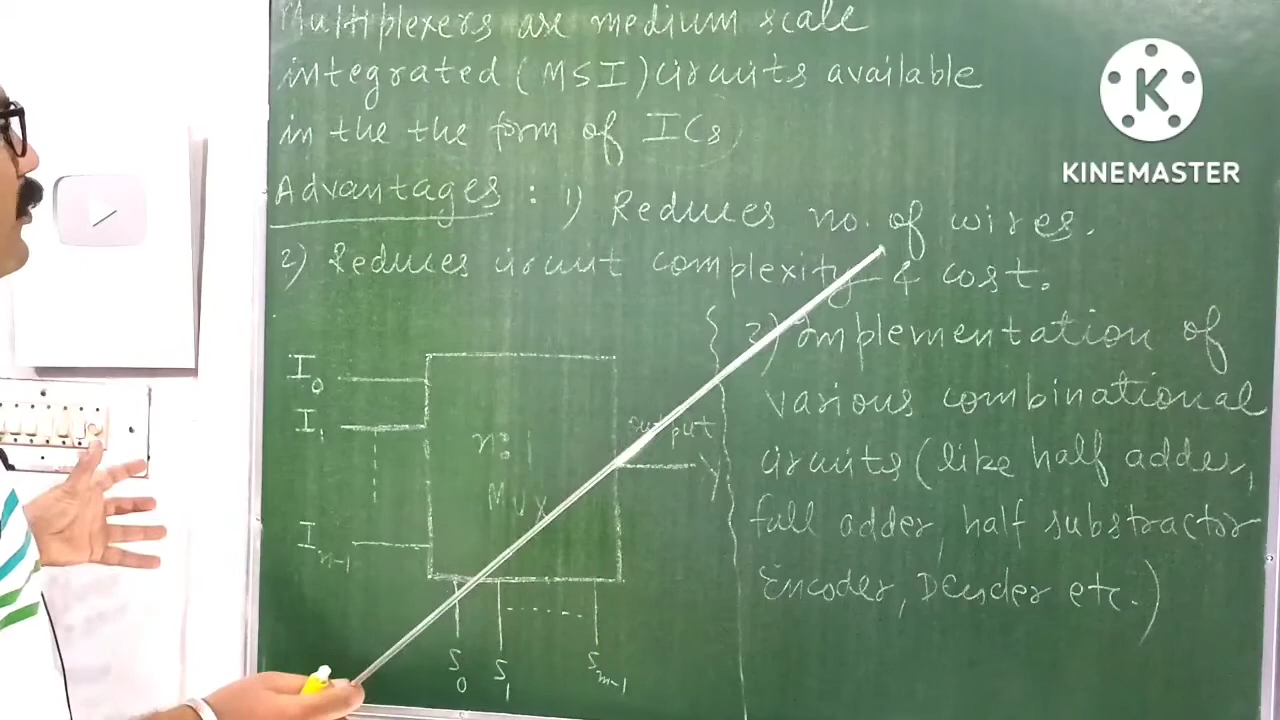 Multiplexers are medium scale
integrated (MSI) circuits available
in the the form of ICs
Advantages : 1) Reduces no. of wires.
2) Reduces circuit complexity & cost.
3) Implementation of
various combinational
circuits (like half adder,
full adder, half substractor
Encoder, Decoder etc.)
I0
I1
In-1
n:1
MUX
output
Y
S0
S1
Sm-1
K
KINEMASTER